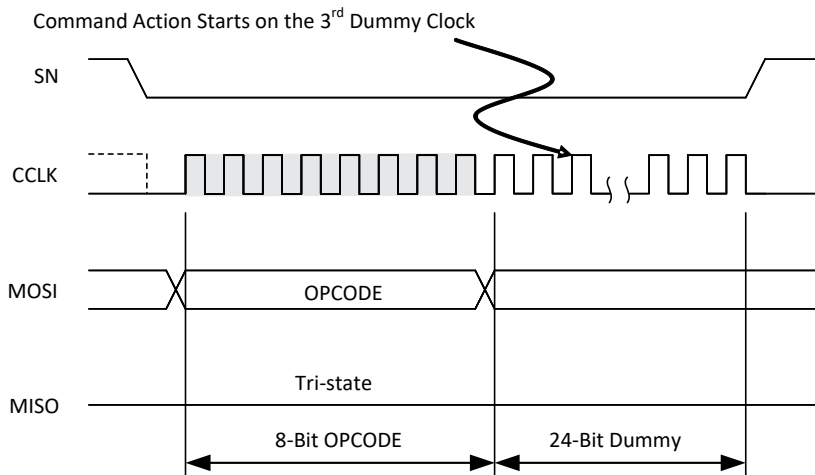 Command Action Starts on the 3rd Dummy Clock
SN
CCLK
MOSI
OPCODE
Tri-state
MISO
8-Bit OPCODE
24-Bit Dummy